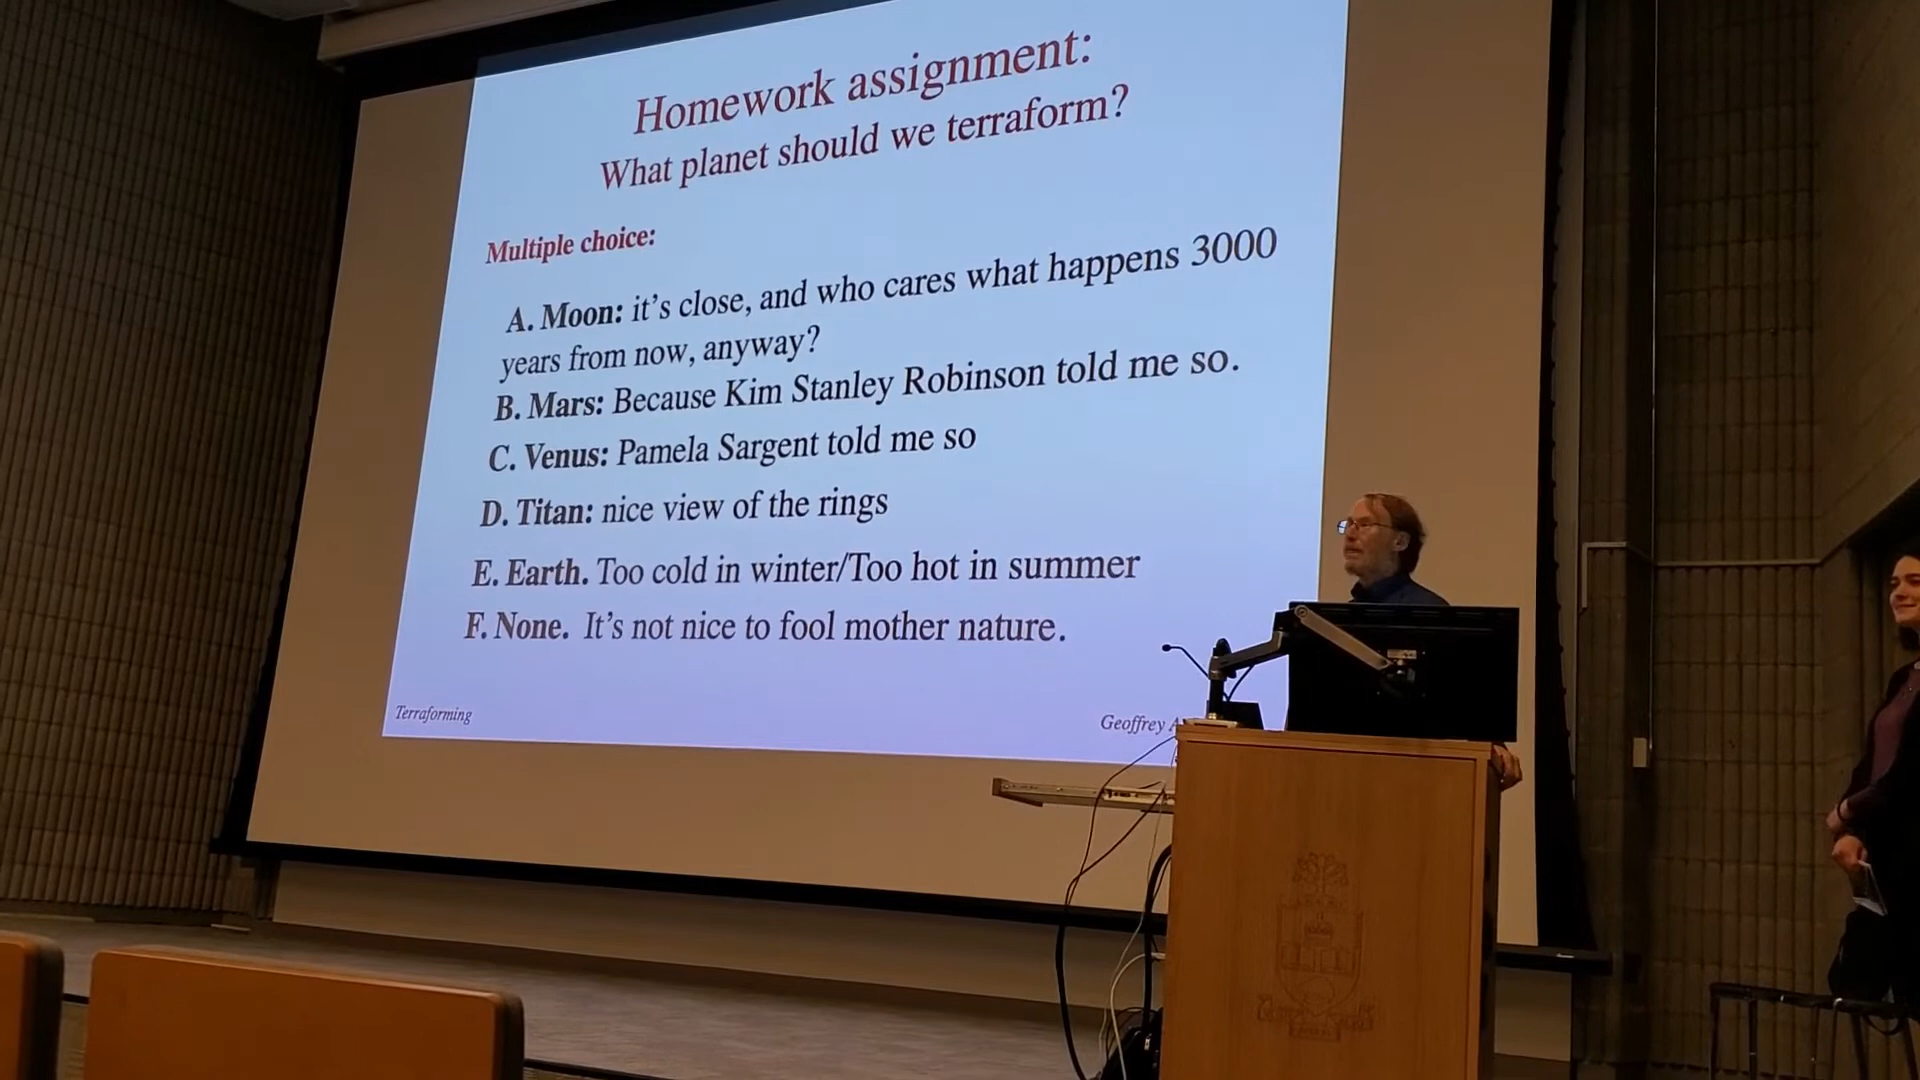 Homework assignment:
What planet should we terraform?
Multiple choice:
A. Moon: it's close, and who cares what happens 3000
years from now, anyway?
B. Mars: Because Kim Stanley Robinson told me so.
C. Venus: Pamela Sargent told me so
D. Titan: nice view of the rings
E. Earth. Too cold in winter/Too hot in summer
F. None. It's not nice to fool mother nature.
Terraforming
Geoffrey